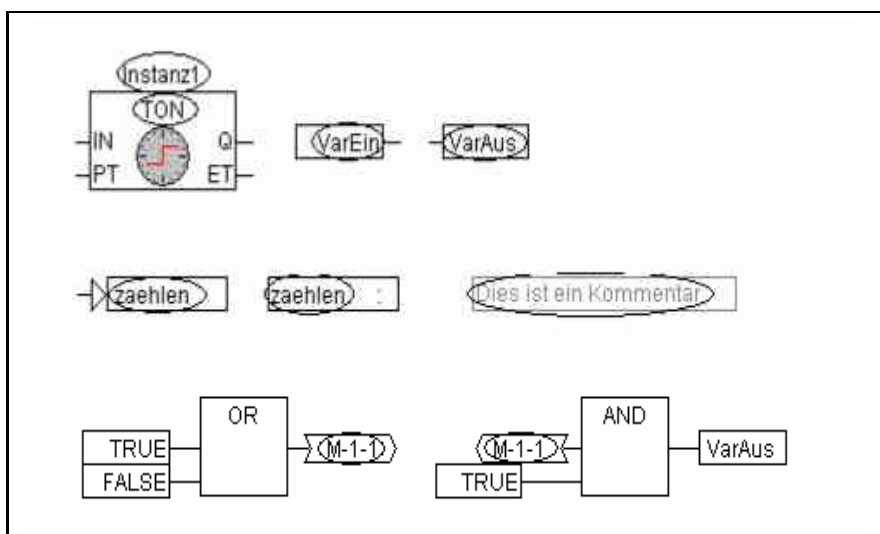 Instanz1
TON
IN Q
PT ET
VarEin
VarAus
zaehlen
zaehlen :
Dies ist ein Kommentar
OR
TRUE
FALSE
M-1-1
AND
M-1-1
TRUE
VarAus